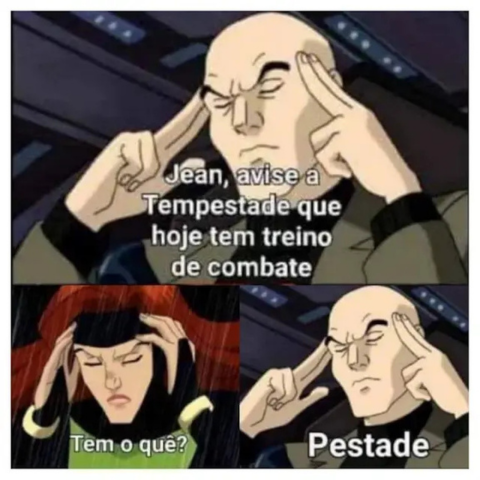 Jean, avise a
Tempestade que
hoje tem treino
de combate
Tem o quê?
Pestade